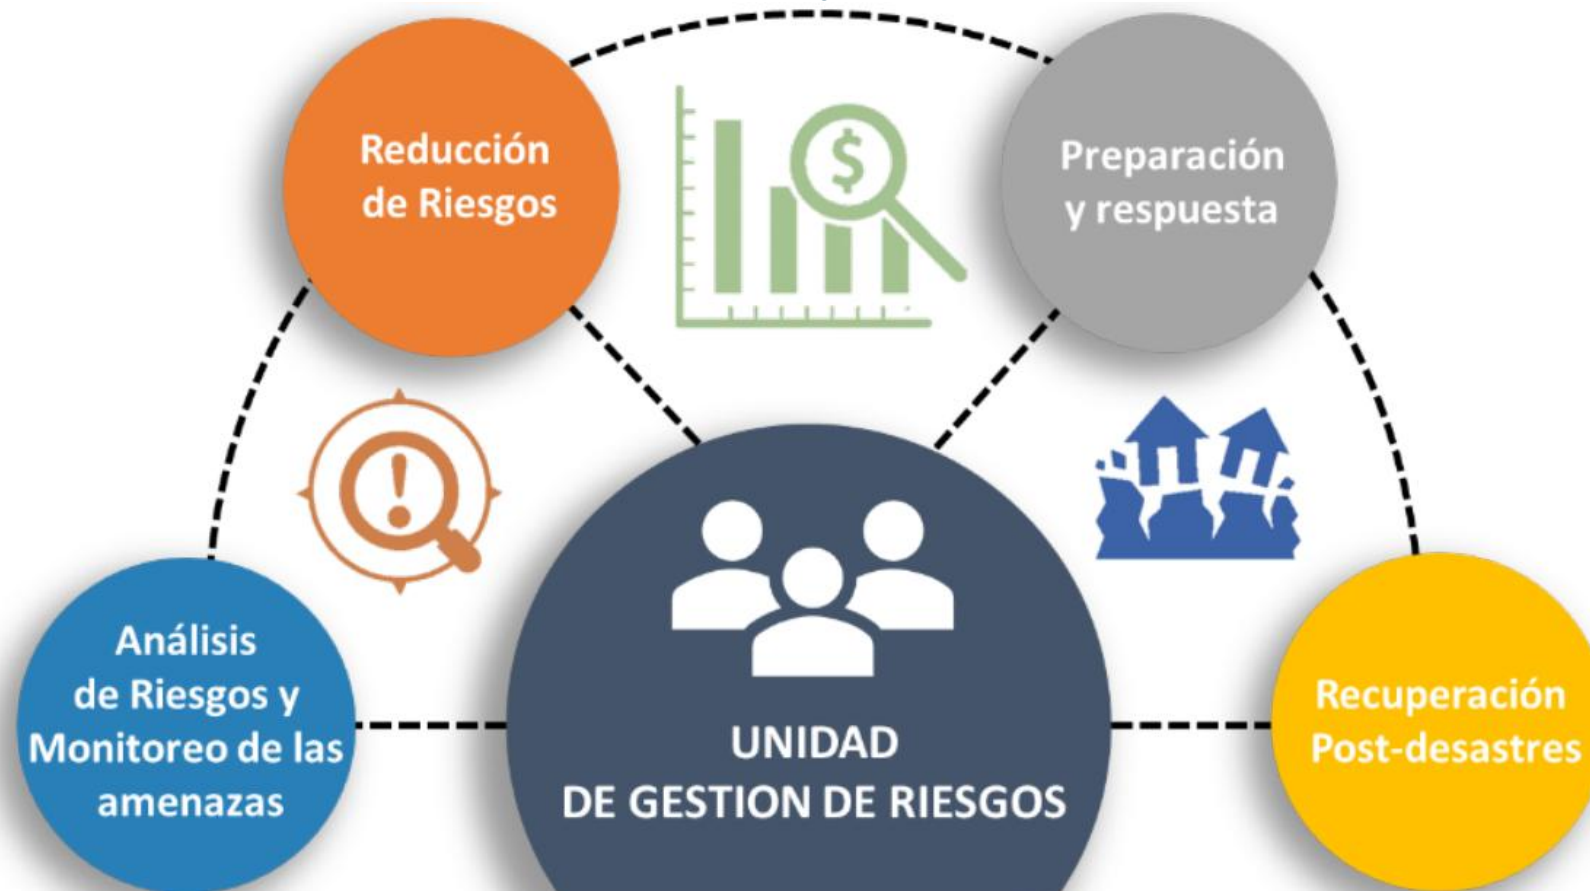 Reducción
de Riesgos
$
Preparación
y respuesta
!
Análisis
de Riesgos y
Monitoreo de las
amenazas
UNIDAD
DE GESTION DE RIESGOS
Recuperación
Post-desastres